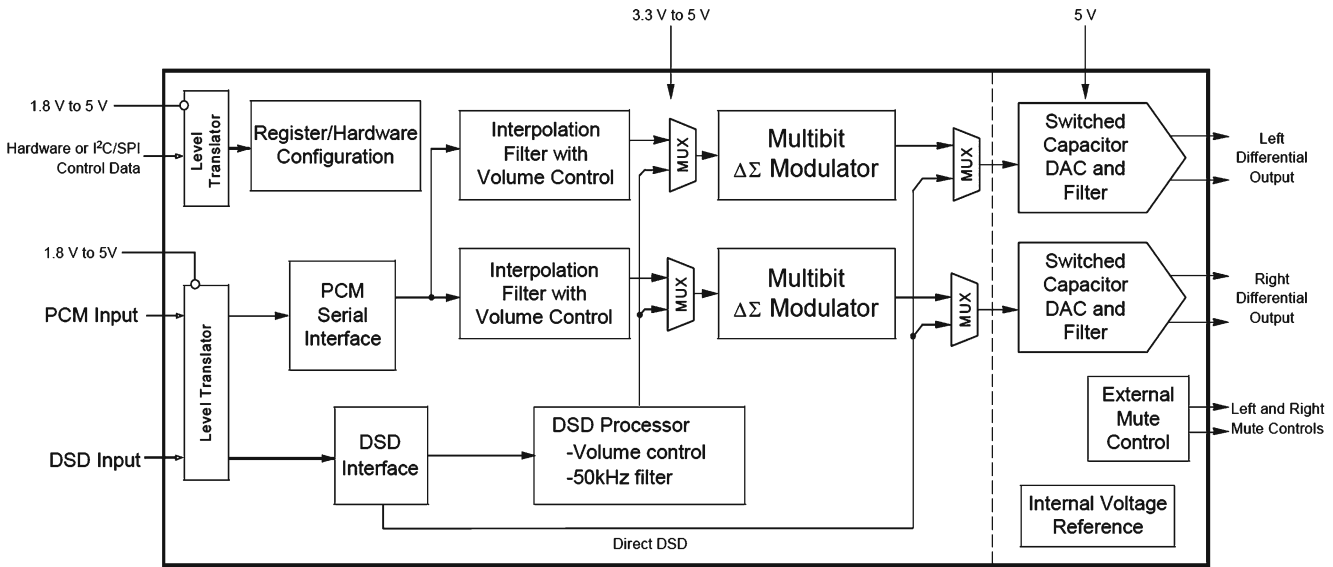 3.3 V to 5 V
5 V
1.8 V to 5 V
Hardware or I²C/SPI
Control Data
Level
Translator
Register/Hardware
Configuration
Interpolation
Filter with
Volume Control
MUX
Multibit
ΔΣ Modulator
MUX
Switched
Capacitor
DAC and
Filter
Left
Differential
Output
1.8 V to 5V
PCM Input
Level Translator
PCM
Serial
Interface
Interpolation
Filter with
Volume Control
MUX
Multibit
ΔΣ Modulator
MUX
Switched
Capacitor
DAC and
Filter
Right
Differential
Output
DSD Input
DSD
Interface
DSD Processor
-Volume control
-50kHz filter
External
Mute
Control
Left and Right
Mute Controls
Internal Voltage
Reference
Direct DSD